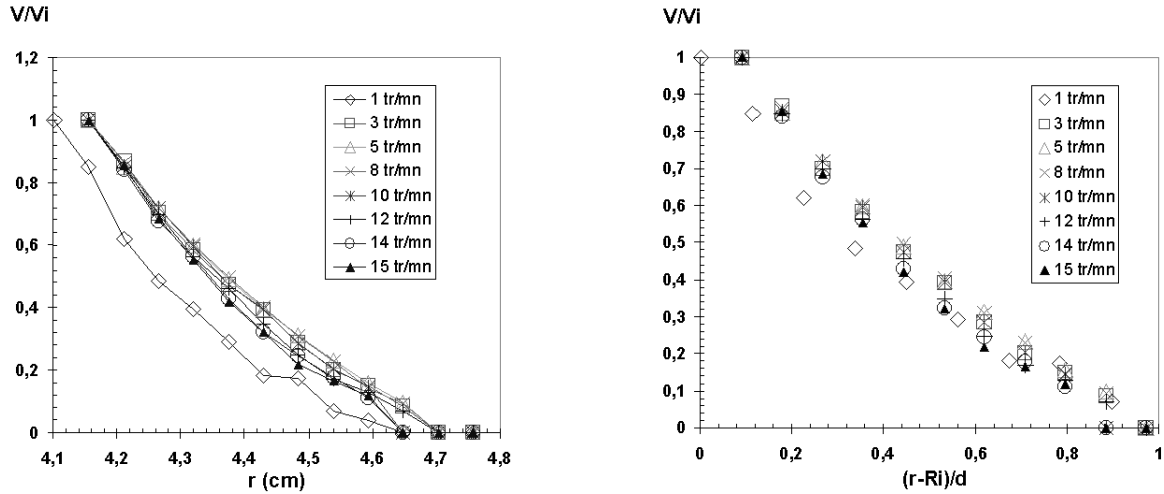 V/Vi
1,2
1
0,8
0,6
0,4
0,2
0
4,1 4,2 4,3 4,4 4,5 4,6 4,7 4,8
r (cm)
1 tr/mn
3 tr/mn
5 tr/mn
8 tr/mn
10 tr/mn
12 tr/mn
14 tr/mn
15 tr/mn
V/Vi
1
0,9
0,8
0,7
0,6
0,5
0,4
0,3
0,2
0,1
0
0 0,2 0,4 0,6 0,8 1
(r-Ri)/d
1 tr/mn
3 tr/mn
5 tr/mn
8 tr/mn
10 tr/mn
12 tr/mn
14 tr/mn
15 tr/mn